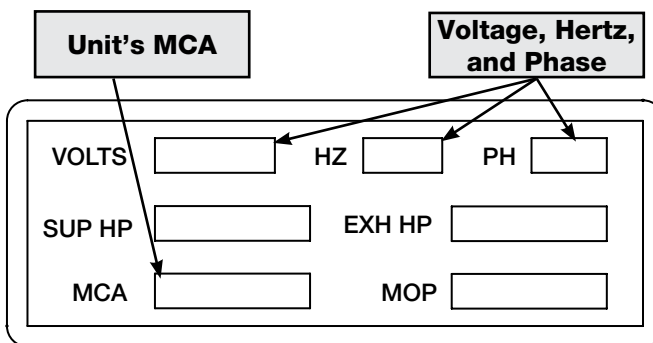 Unit's MCA
Voltage, Hertz,
and Phase
VOLTS HZ PH
SUP HP EXH HP
MCA MOP